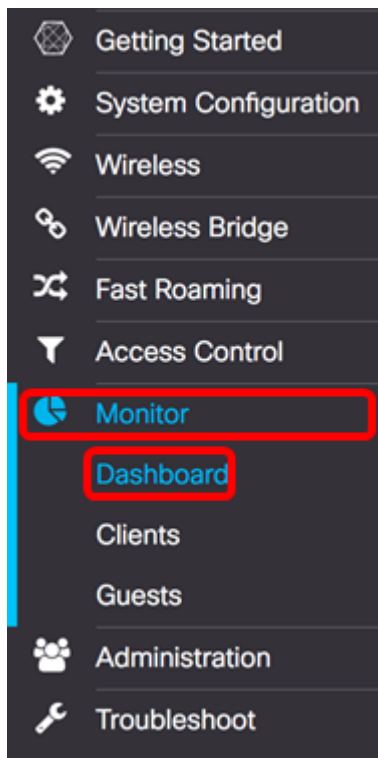 Getting Started
System Configuration
Wireless
Wireless Bridge
Fast Roaming
Access Control
Monitor
Dashboard
Clients
Guests
Administration
Troubleshoot